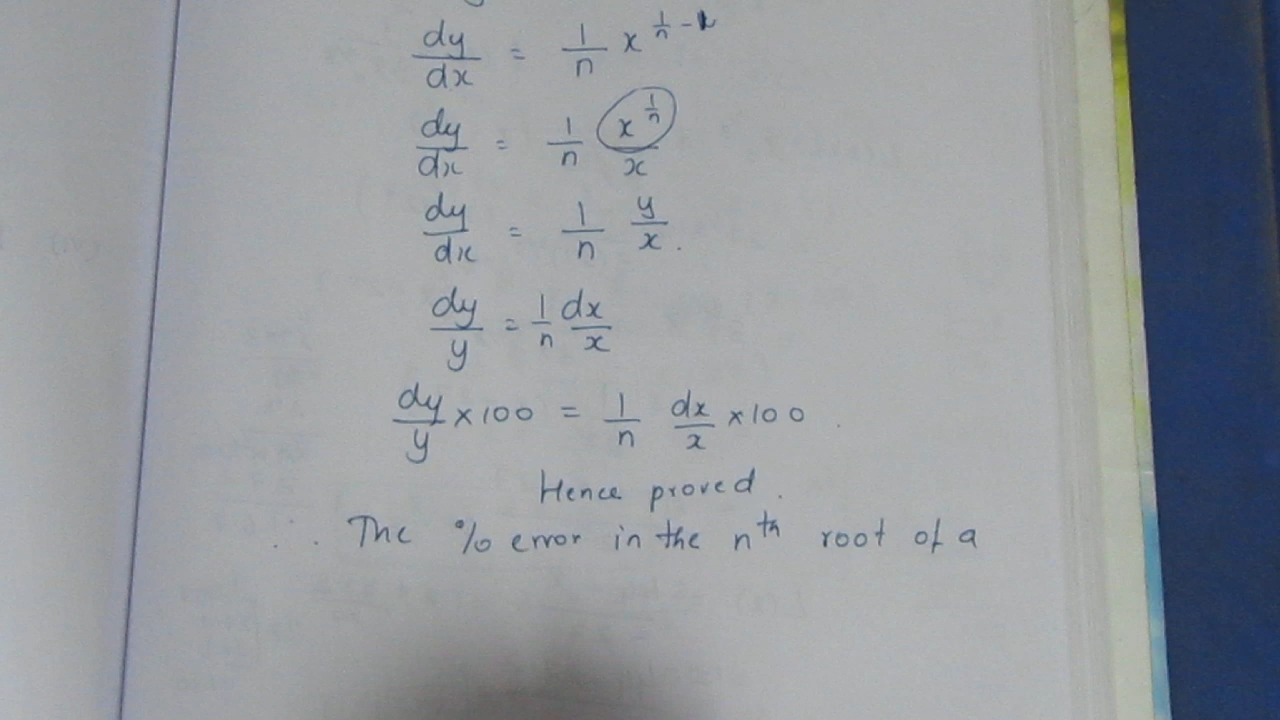 dy/dx = 1/n x^(1/n - 1)
dy/dx = 1/n x^(1/n)/x
dy/dx = 1/n y/x.
dy/y = 1/n dx/x
dy/y × 100 = 1/n dx/x × 100
Hence proved.
∴ The % error in the nth root of a